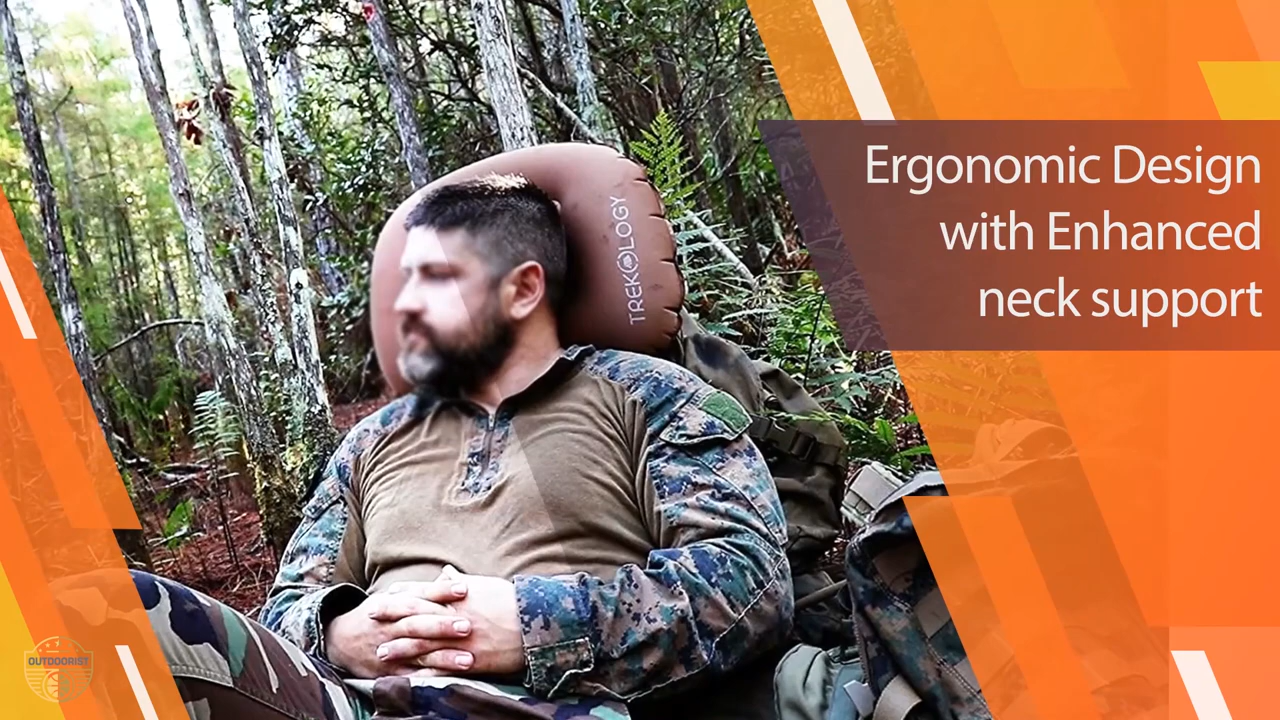 Ergonomic Design
with Enhanced
neck support
TREKOLOGY
OUTDOORIST